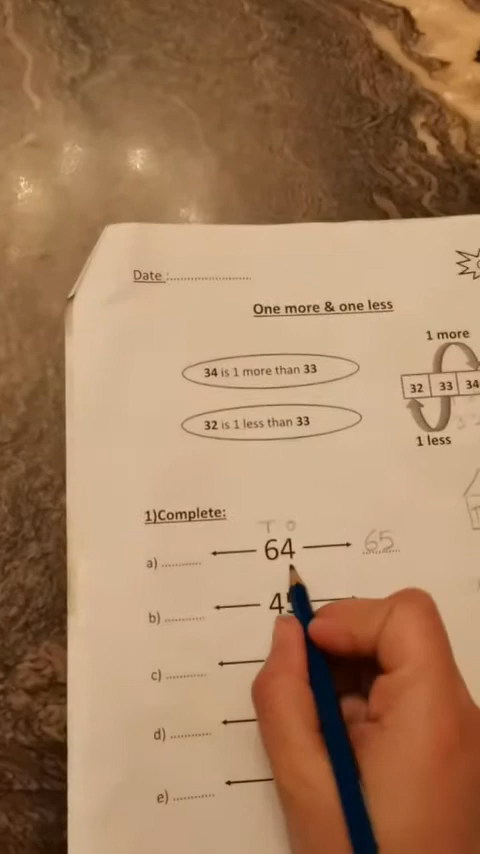 Date :........................
One more & one less
34 is 1 more than 33
1 more
32 33 34
32 is 1 less than 33
1 less
1)Complete:
T O
a) ........... 64 65
b) ...........
c) ...........
d) ...........
e) ...........